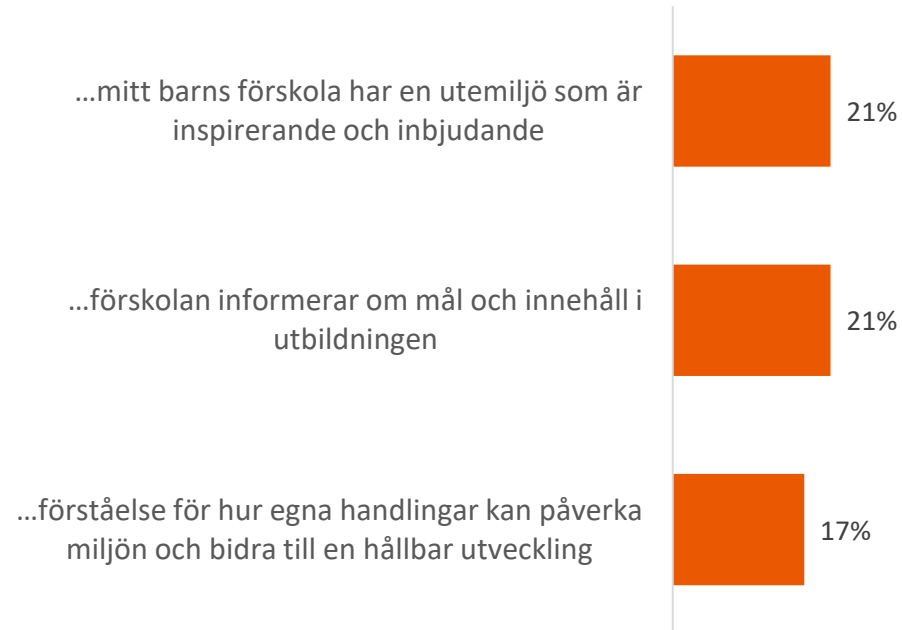 ...mitt barns förskola har en utemiljö som är
inspirerande och inbjudande
21%
...förskolan informerar om mål och innehåll i
utbildningen
21%
...förståelse för hur egna handlingar kan påverka
miljön och bidra till en hållbar utveckling
17%